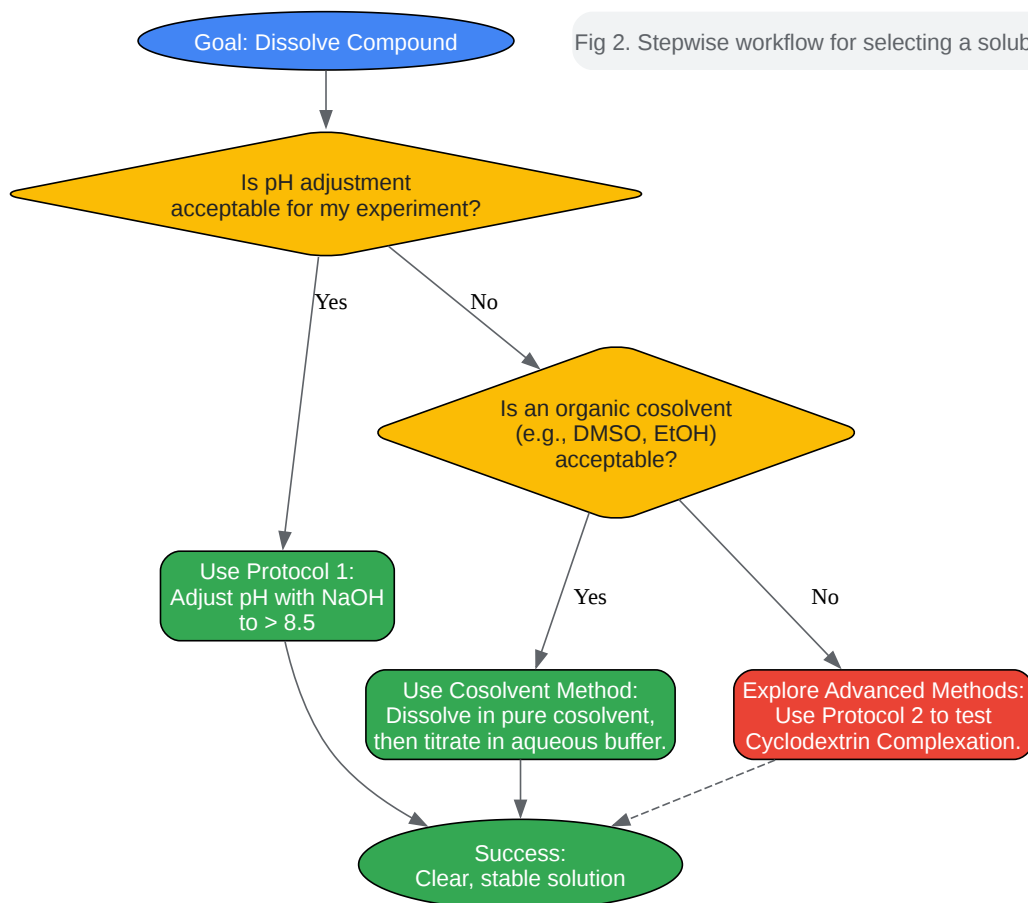 Goal: Dissolve Compound
Fig 2. Stepwise workflow for selecting a
Is pH adjustment
acceptable for my experiment?
Yes
No
Is an organic cosolvent
(e.g., DMSO, EtOH)
acceptable?
Use Protocol 1:
Adjust pH with NaOH
to > 8.5
Yes
No
Use Cosolvent Method:
Dissolve in pure cosolvent,
then titrate in aqueous buffer.
Explore Advanced Methods:
Use Protocol 2 to test
Cyclodextrin Complexation.
Success:
Clear, stable solution